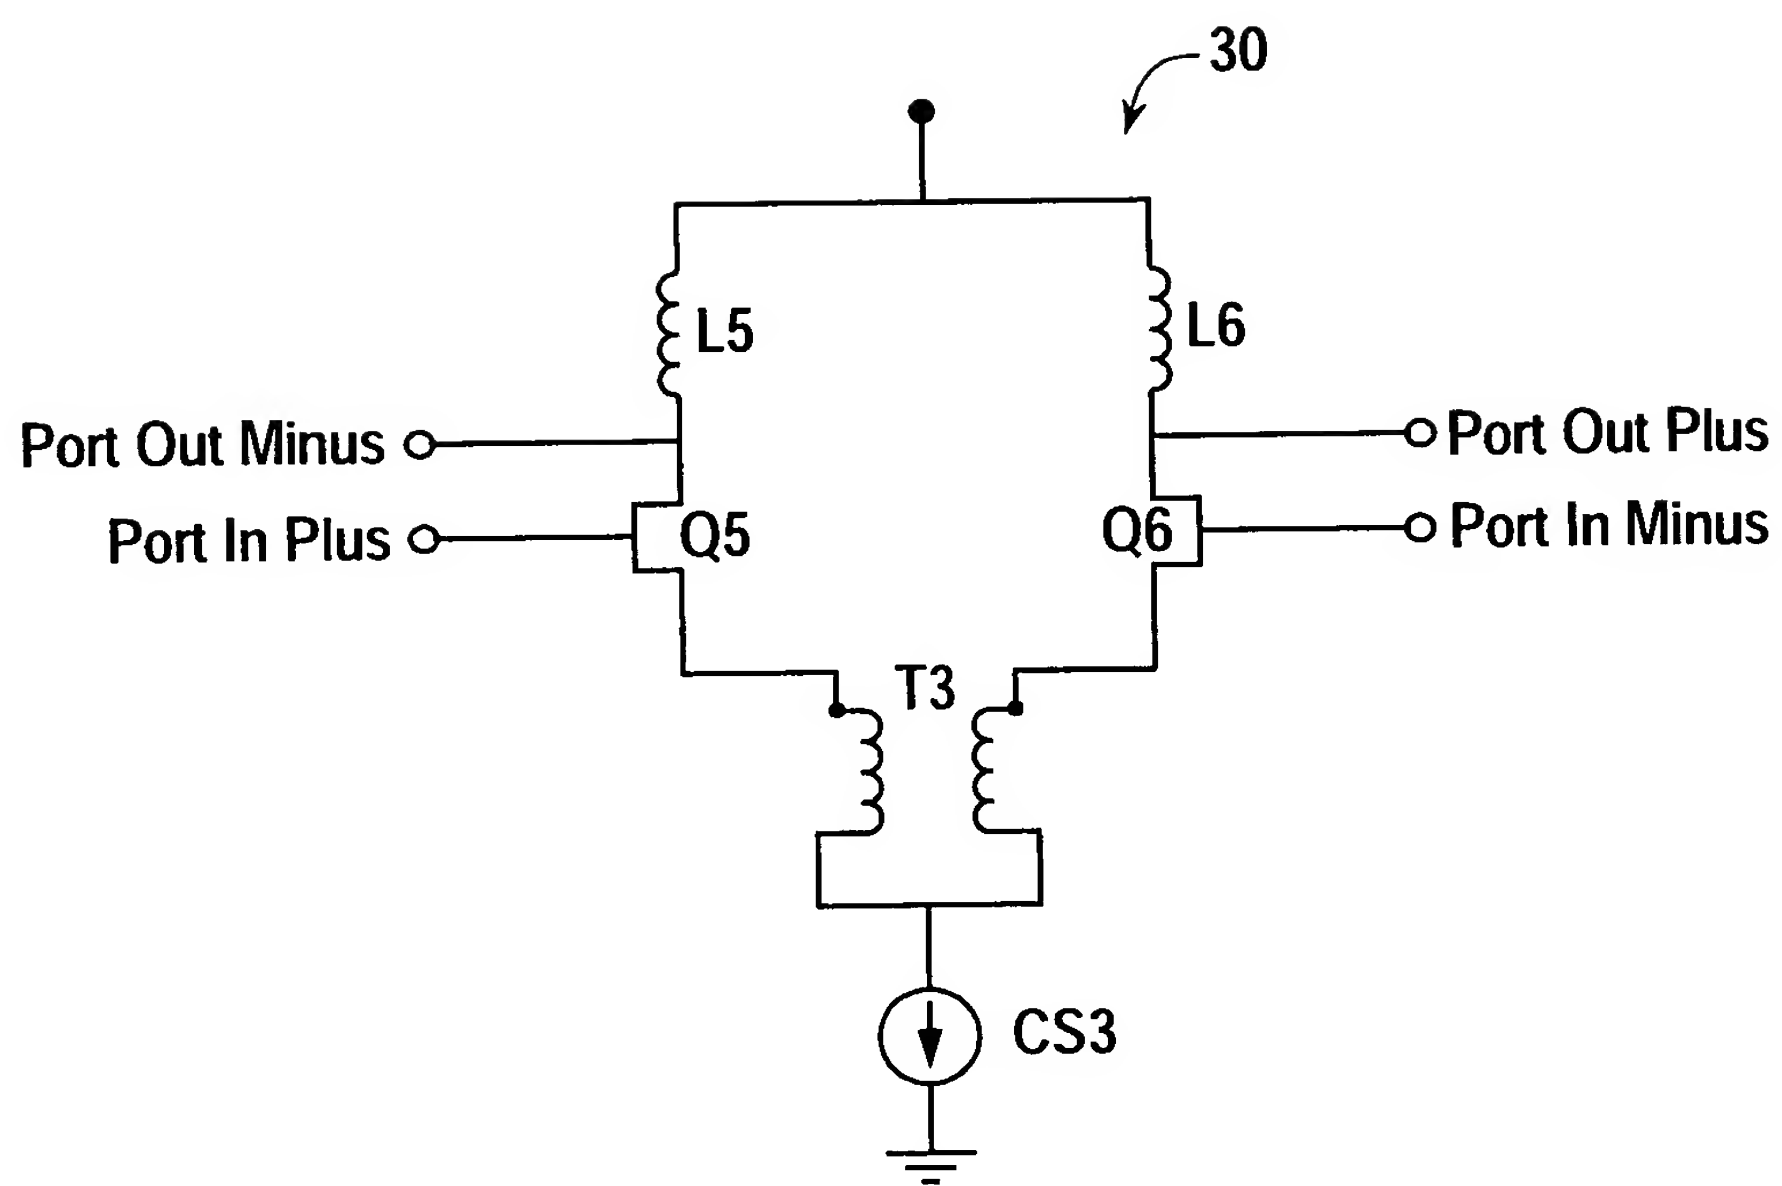 30
L5
L6
Port Out Minus
Port Out Plus
Port In Plus
Q5
Q6
Port In Minus
T3
CS3